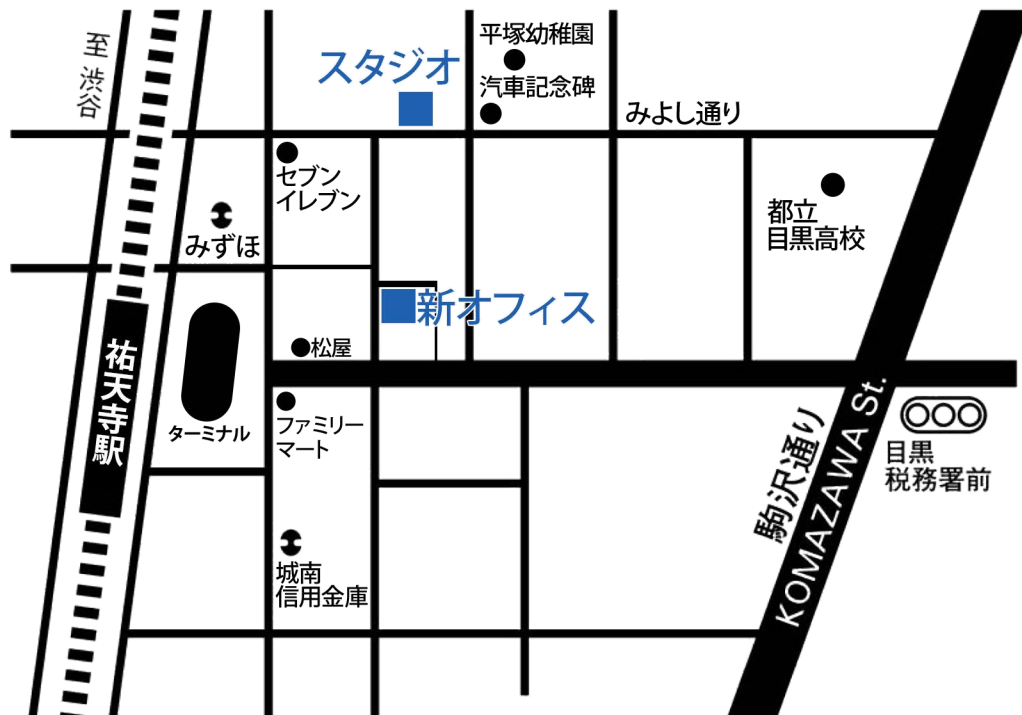 平塚幼稚園
至 渋谷
スタジオ
汽車記念碑
みよし通り
セブン
イレブン
都立
目黒高校
みずほ
新オフィス
祐天寺駅
松屋
ターミナル
ファミリー
マート
駒沢通り
KOMAZAWA St.
目黒
税務署前
城南
信用金庫